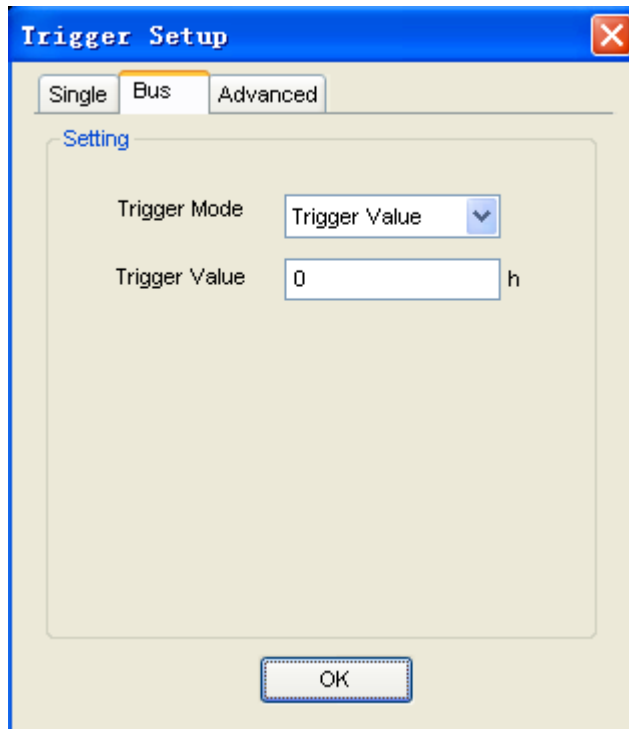 Trigger Setup
Single Bus Advanced
Setting
Trigger Mode Trigger Value
Trigger Value 0 h
OK